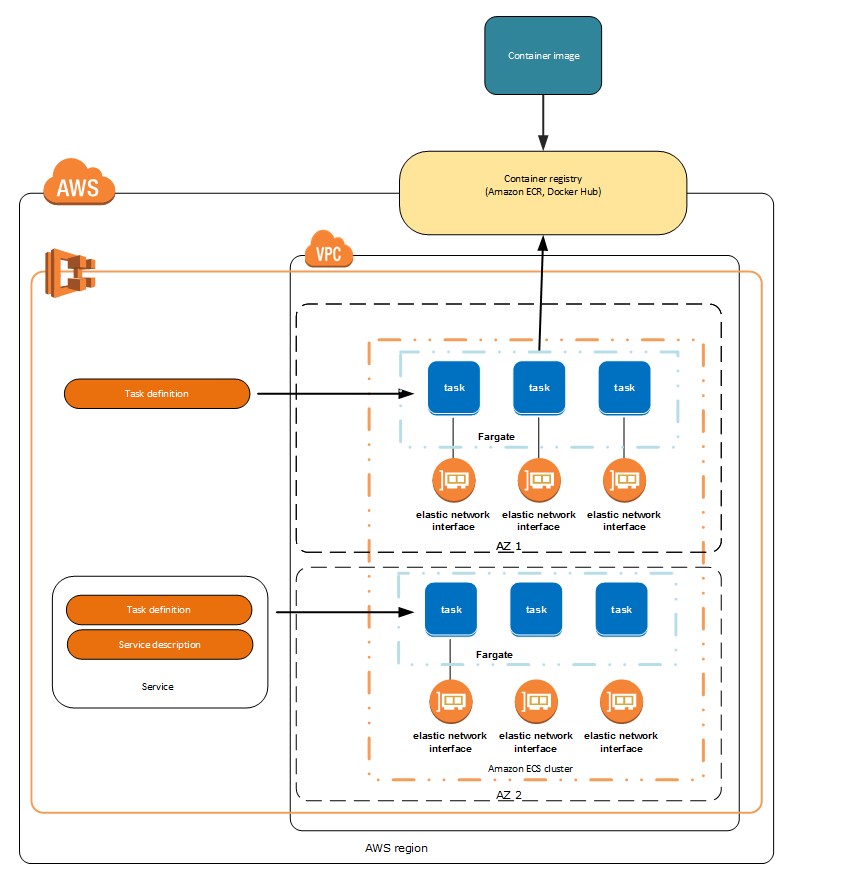 Container image
Container registry
(Amazon ECR, Docker Hub)
AWS
VPC
Task definition
task
task
task
Fargate
elastic network
interface
elastic network
interface
elastic network
interface
AZ 1
Task definition
Service description
Service
task
task
task
Fargate
elastic network
interface
elastic network
interface
elastic network
interface
Amazon ECS cluster
AZ 2
AWS region